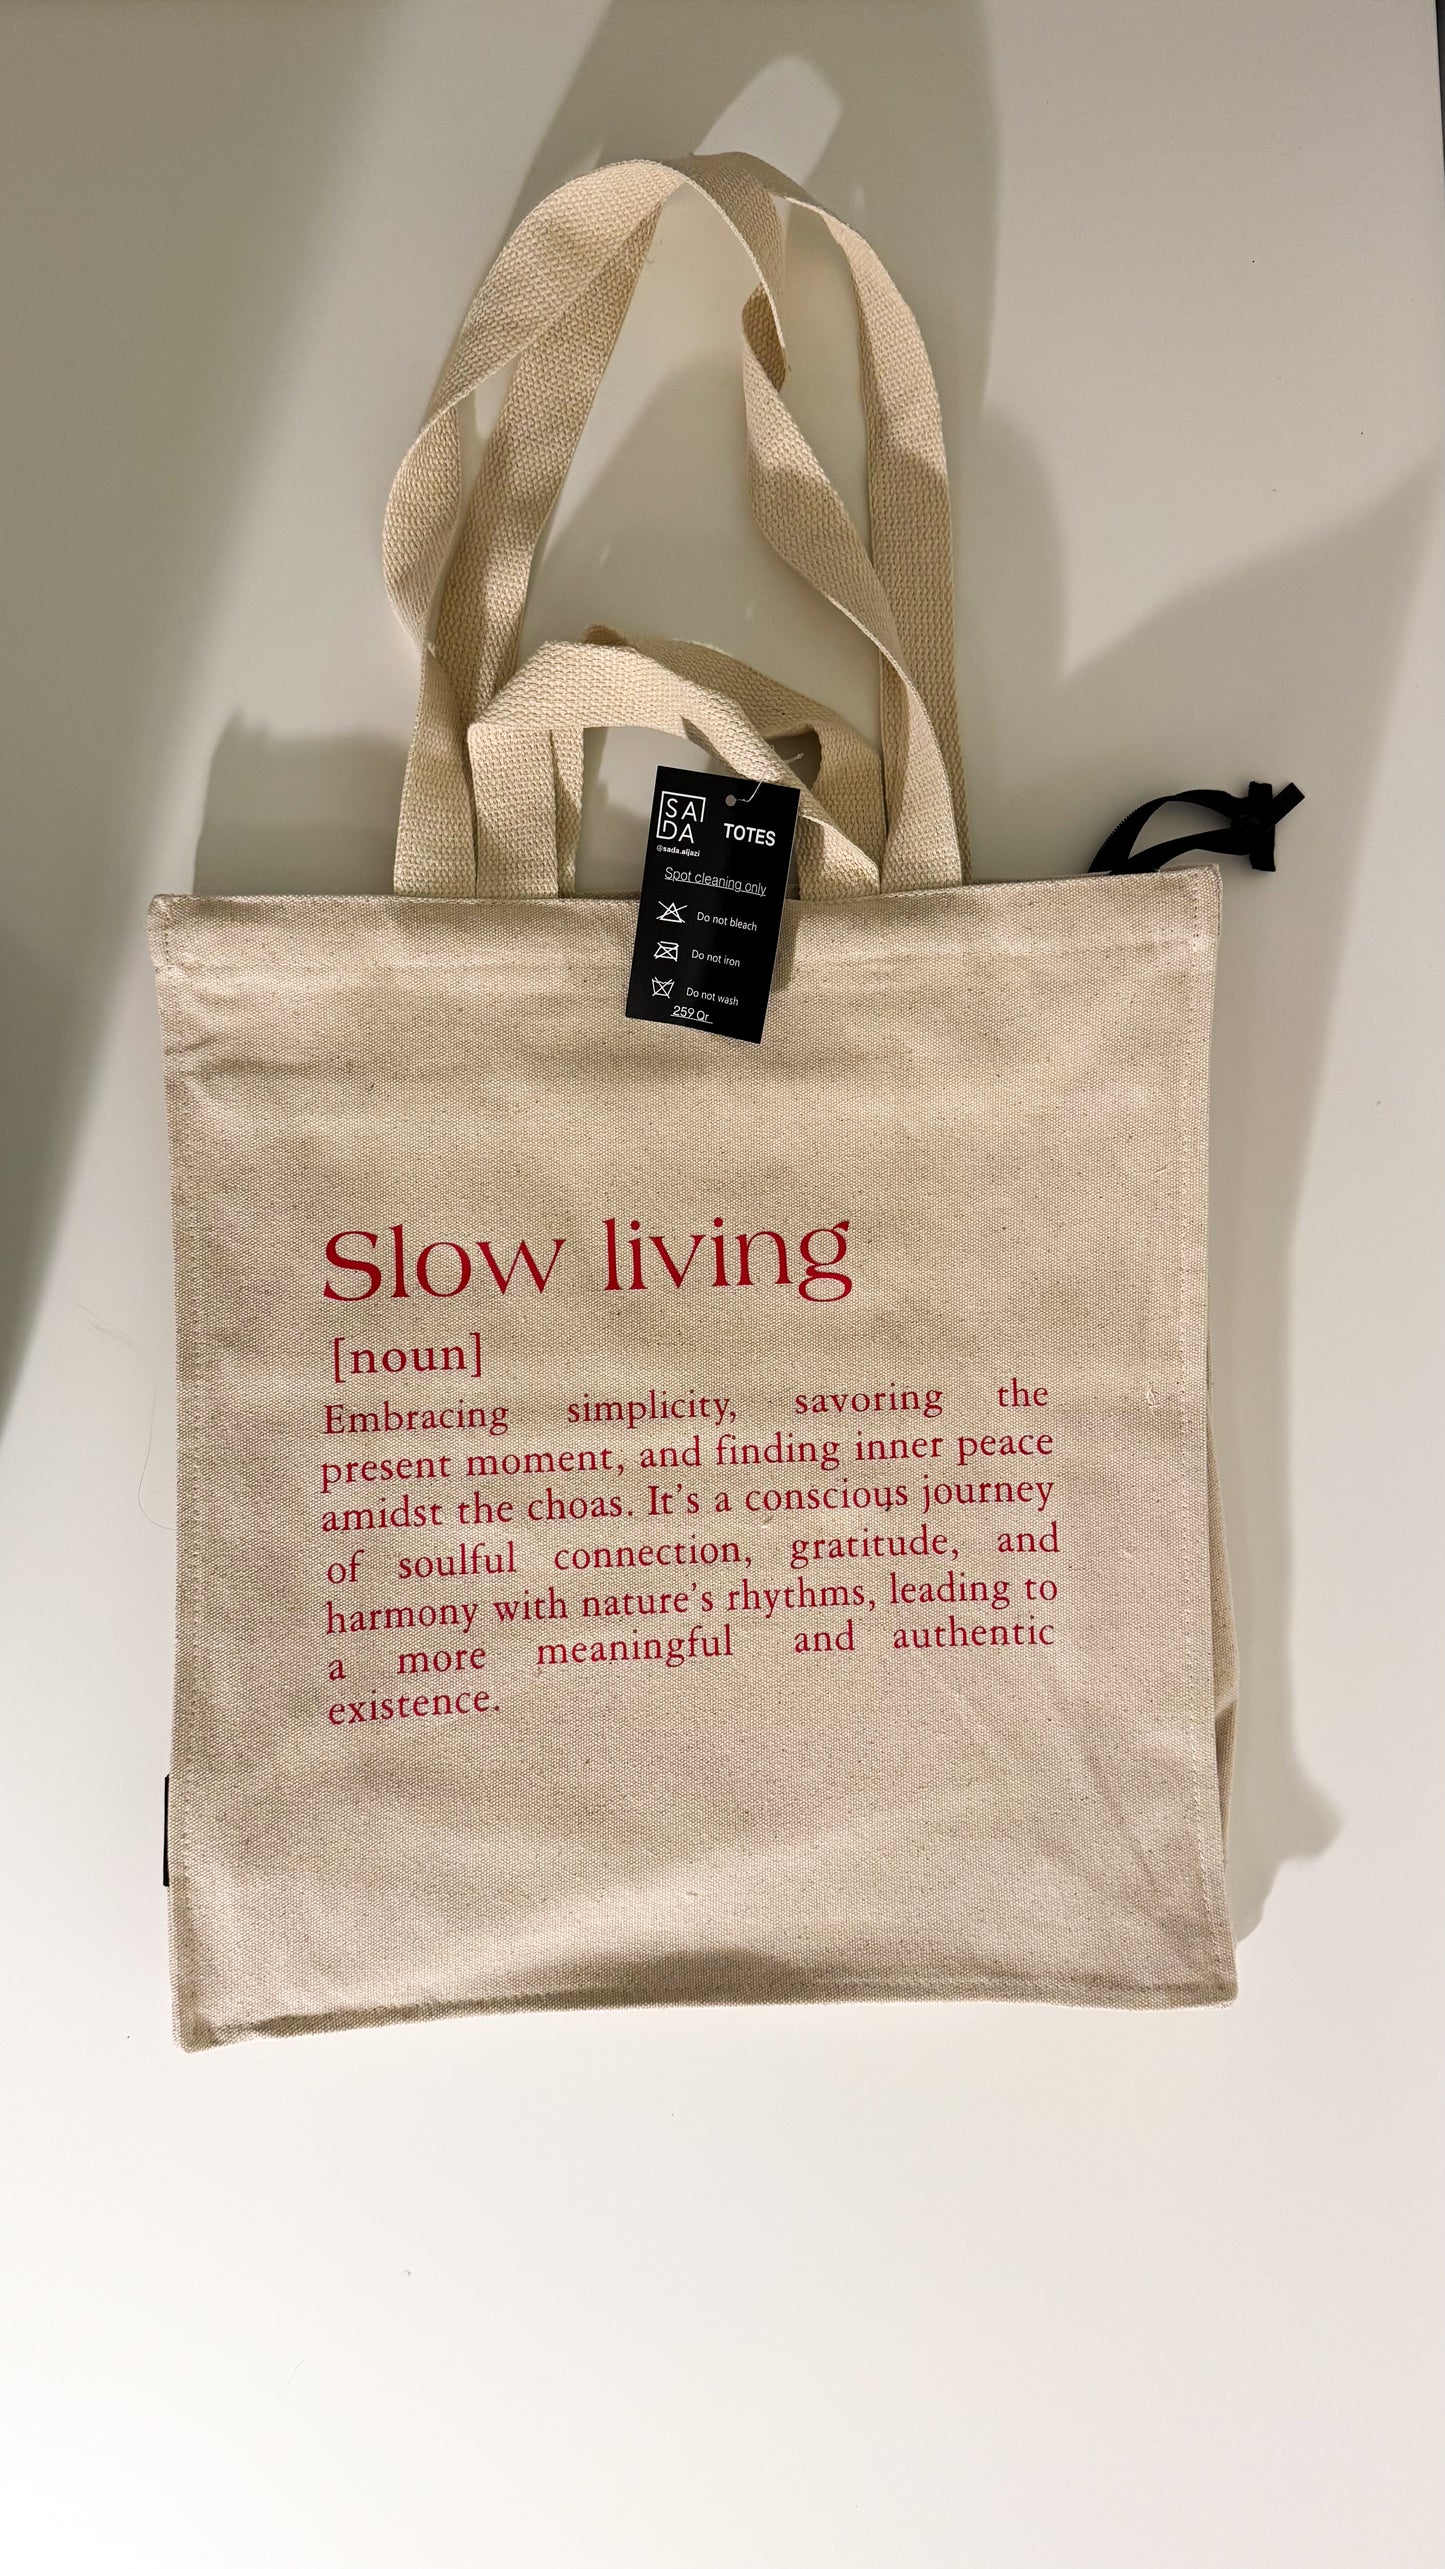 SA
DA
TOTES
@sada.aljazi
Spot cleaning only
Do not bleach
Do not iron
Do not wash
259 Qr
Slow living
[noun]
Embracing simplicity, savoring the
present moment, and finding inner peace
amidst the choas. It's a conscious journey
of soulful connection, gratitude, and
harmony with nature's rhythms, leading to
a more meaningful and authentic
existence.